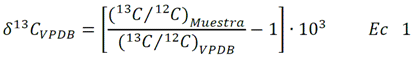 δ¹³C_VPDB = [ (¹³C/¹²C)_Muestra / (¹³C/¹²C)_VPDB − 1 ] · 10³ Ec 1